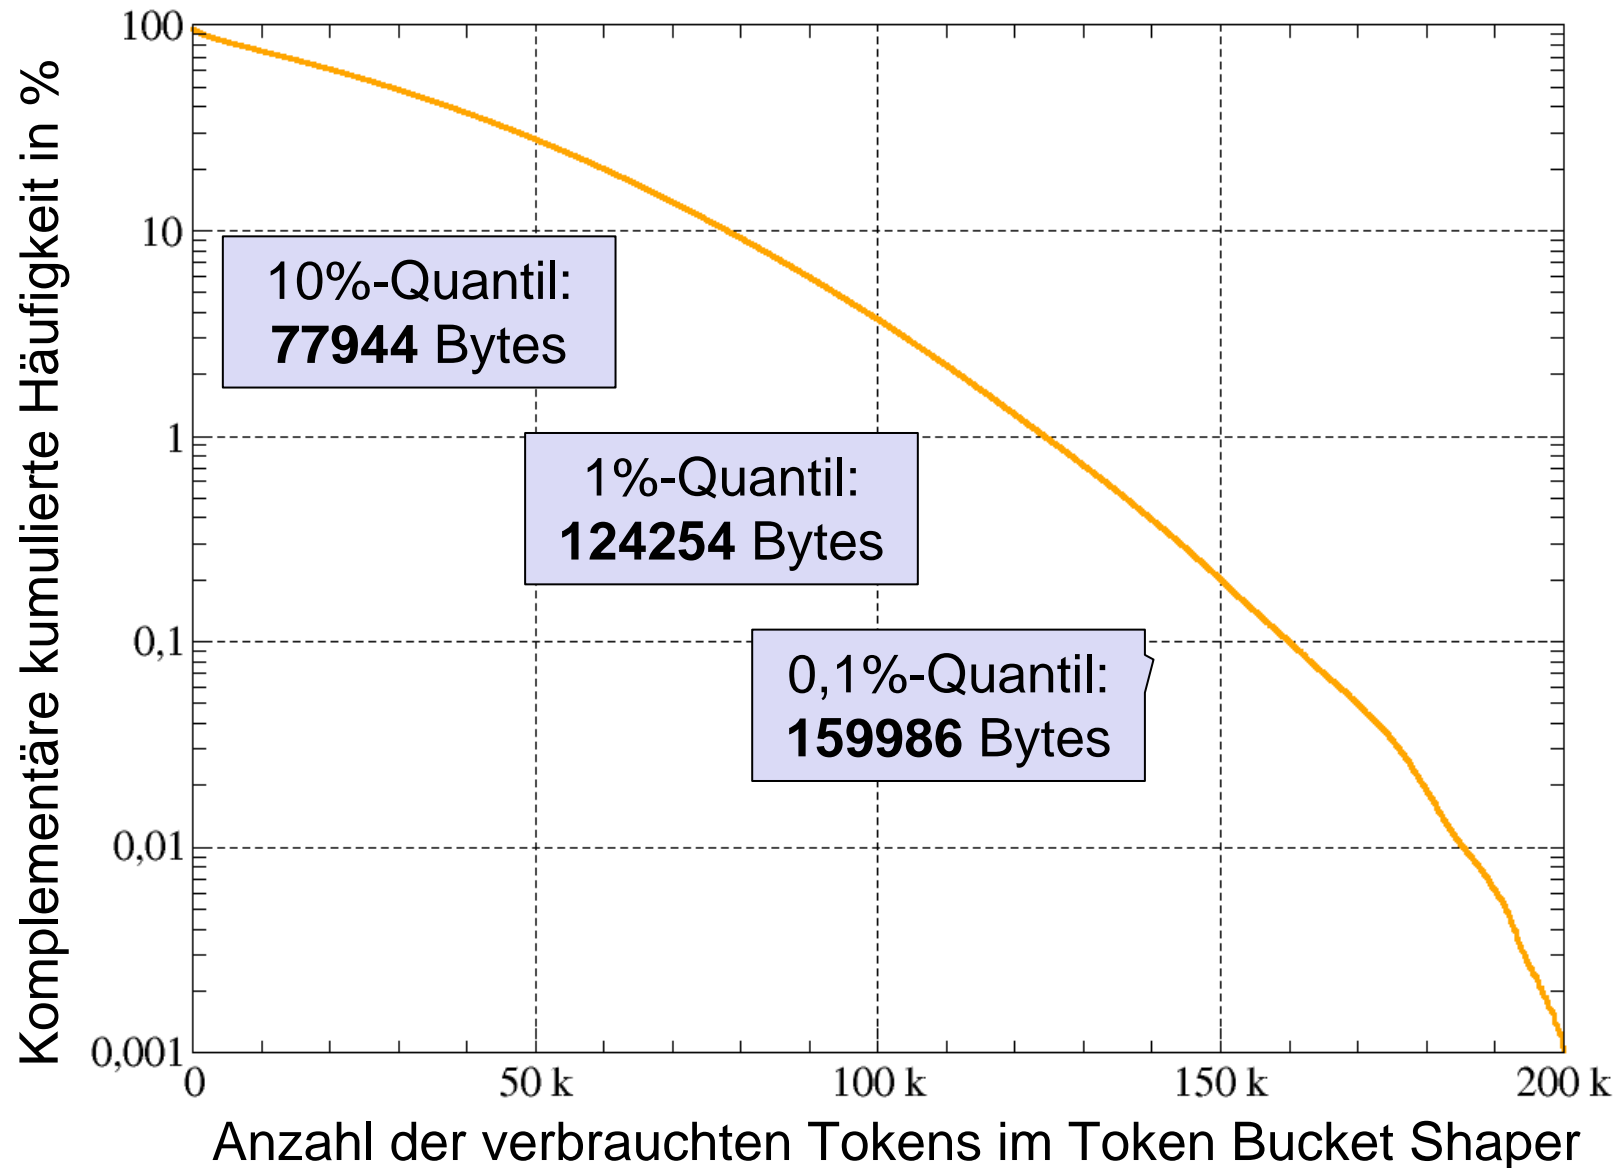 Komplementäre kumulierte Häufigkeit in %
100
10
1
0,1
0,01
0,001
10%-Quantil:
77944 Bytes
1%-Quantil:
124254 Bytes
0,1%-Quantil:
159986 Bytes
0 50 k 100 k 150 k 200 k
Anzahl der verbrauchten Tokens im Token Bucket Shaper